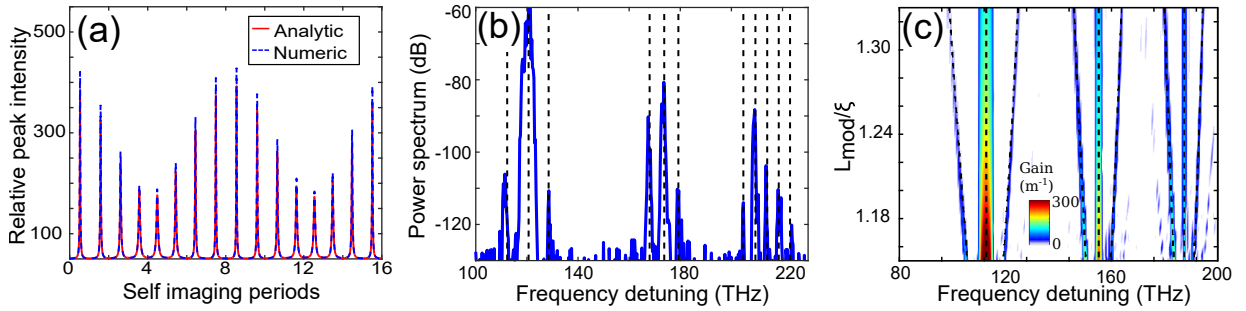 (a)
Analytic
Numeric
500
300
100
0 4 8 12 16
Relative peak intensity
Self imaging periods
(b)
-60
-80
-100
-120
100 140 180 220
Power spectrum (dB)
Frequency detuning (THz)
(c)
1.30
1.24
1.18
Lmod/ξ
Gain
(m⁻¹)
300
0
80 120 160 200
Frequency detuning (THz)